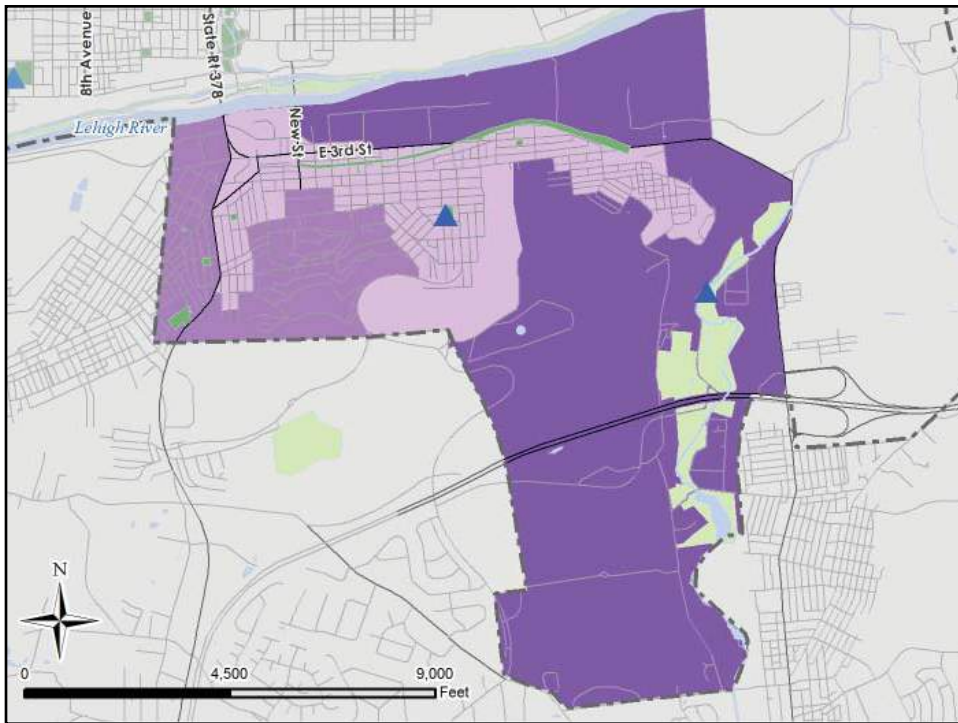 8th Avenue
State Rt 378
Lehigh River
New St
E 3rd St
N
0 4,500 9,000
Feet